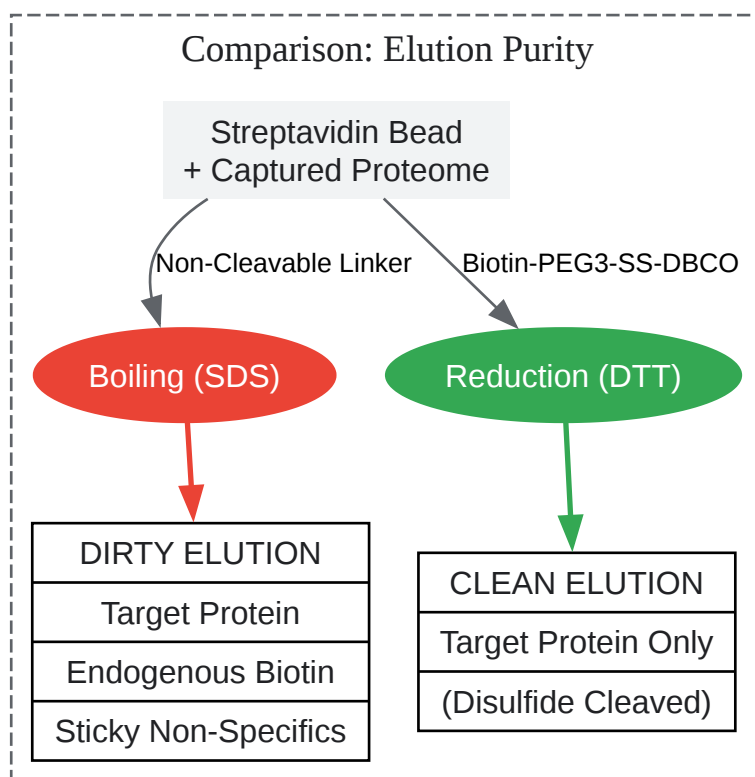 Comparison: Elution Purity
Streptavidin Bead
+ Captured Proteome
Non-Cleavable Linker
Biotin-PEG3-SS-DBCO
Boiling (SDS)
Reduction (DTT)
DIRTY ELUTION
Target Protein
Endogenous Biotin
Sticky Non-Specifics
CLEAN ELUTION
Target Protein Only
(Disulfide Cleaved)